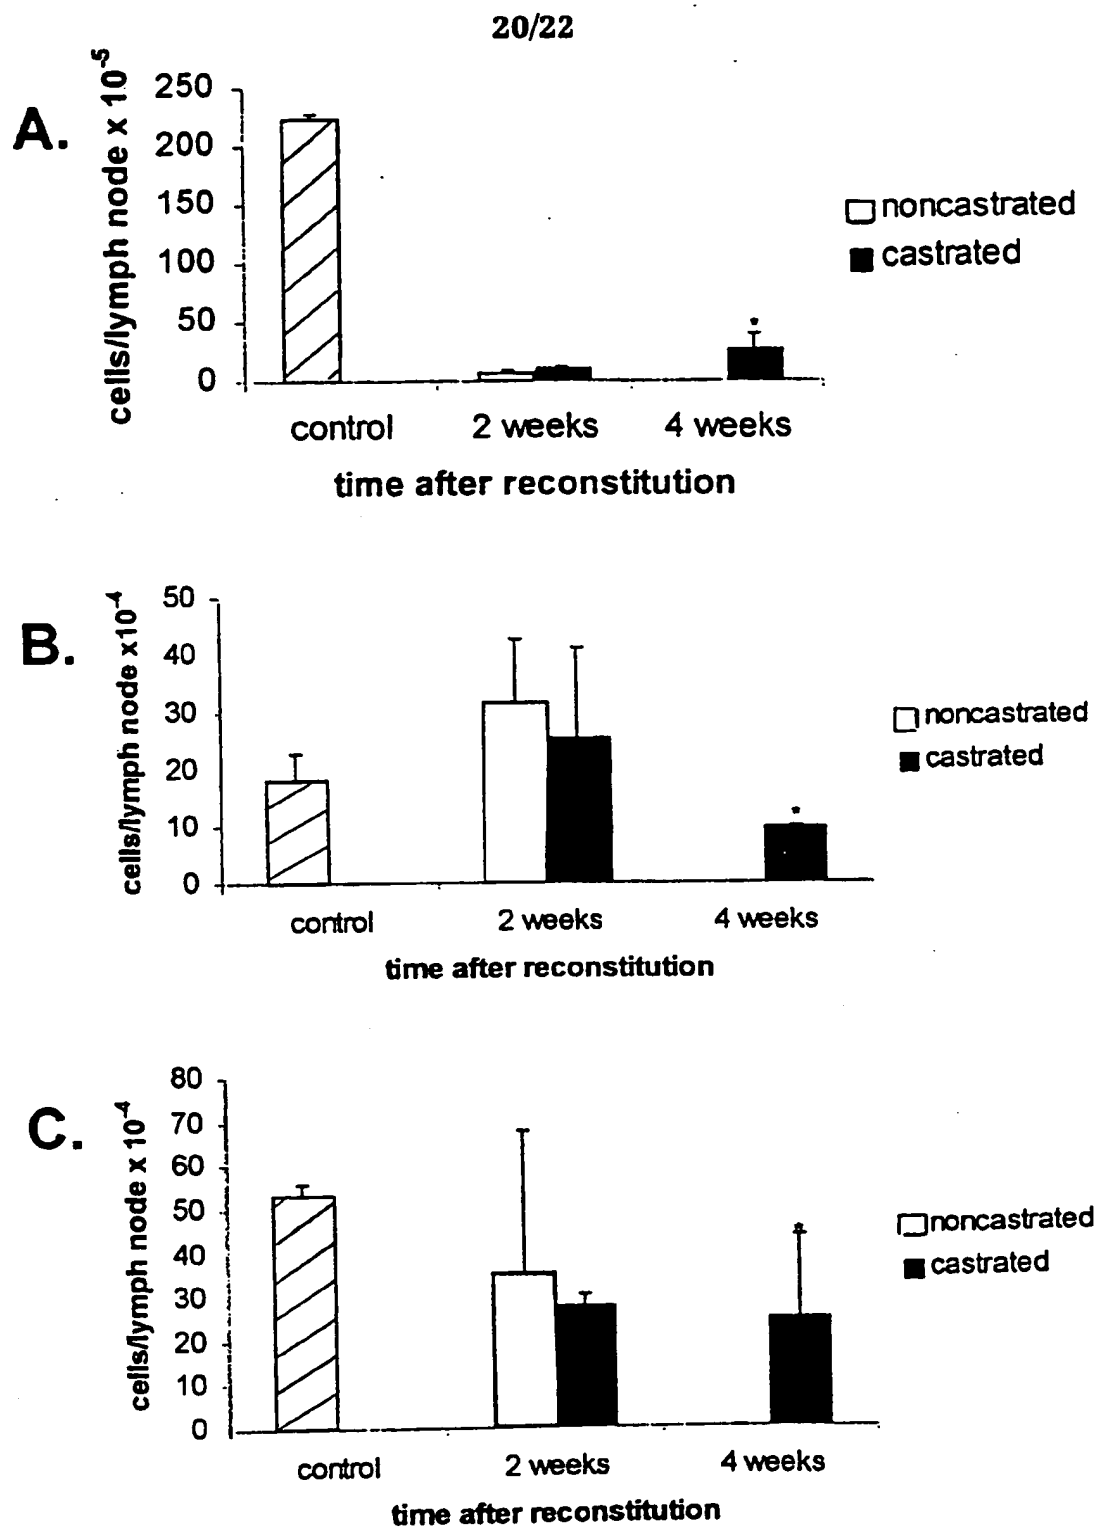 20/22
A.
cells/lymph node x 10⁻⁵
250
200
150
100
50
0
*
control
2 weeks
4 weeks
time after reconstitution
noncastrated
castrated
B.
cells/lymph node x10⁻⁴
50
40
30
20
10
0
*
control
2 weeks
4 weeks
time after reconstitution
noncastrated
castrated
C.
cells/lymph node x 10⁻⁴
80
70
60
50
40
30
20
10
0
*
control
2 weeks
4 weeks
time after reconstitution
noncastrated
castrated